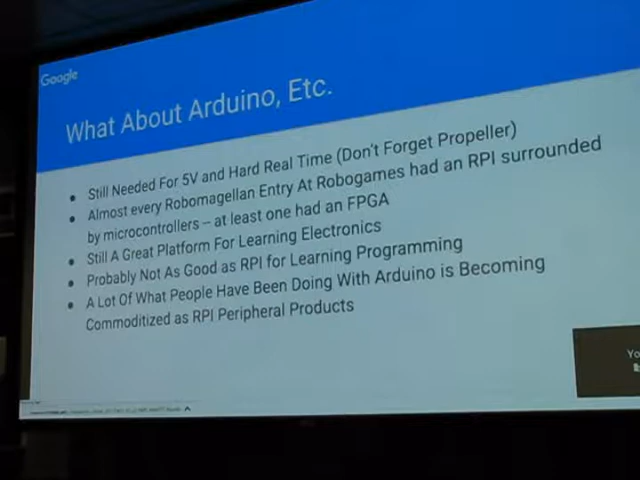 Google
What About Arduino, Etc.
• Still Needed For 5V and Hard Real Time (Don't Forget Propeller)
• Almost every Robomagellan Entry At Robogames had an RPI surrounded
by microcontrollers – at least one had an FPGA
• Still A Great Platform For Learning Electronics
• Probably Not As Good as RPI for Learning Programming
• A Lot Of What People Have Been Doing With Arduino is Becoming
Commoditized as RPI Peripheral Products